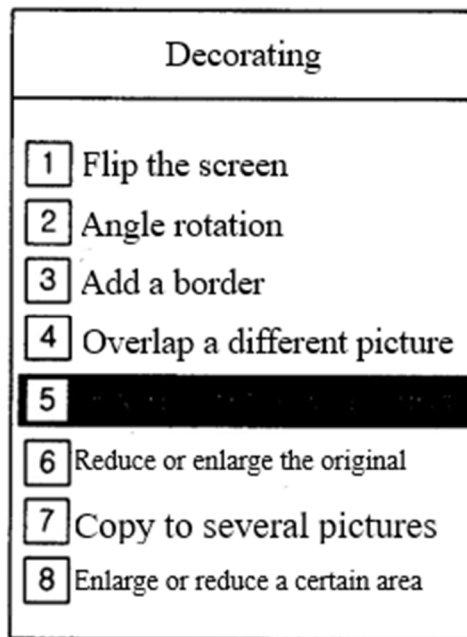 Decorating
1 Flip the screen
2 Angle rotation
3 Add a border
4 Overlap a different picture
5
6 Reduce or enlarge the original
7 Copy to several pictures
8 Enlarge or reduce a certain area